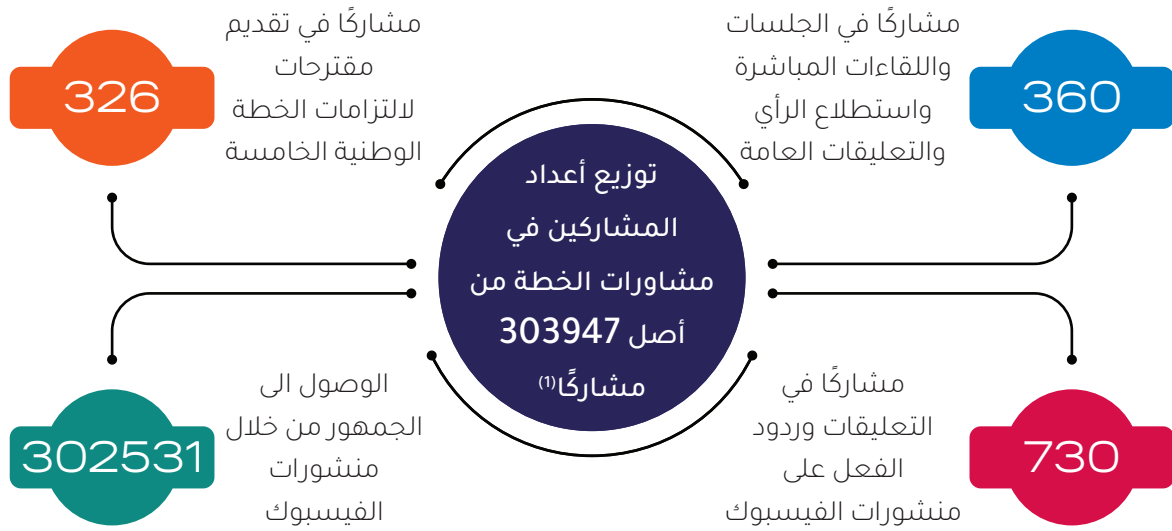 توزيع أعداد
المشاركين في
مشاورات الخطة من
أصل 303947
مشاركًا(1)
360
مشاركًا في الجلسات
واللقاءات المباشرة
واستطلاع الرأي
والتعليقات العامة
326
مشاركًا في تقديم
مقترحات
لالتزامات الخطة
الوطنية الخامسة
730
مشاركًا في
التعليقات وردود
الفعل على
منشورات الفيسبوك
302531
الوصول الى
الجمهور من خلال
منشورات
الفيسبوك